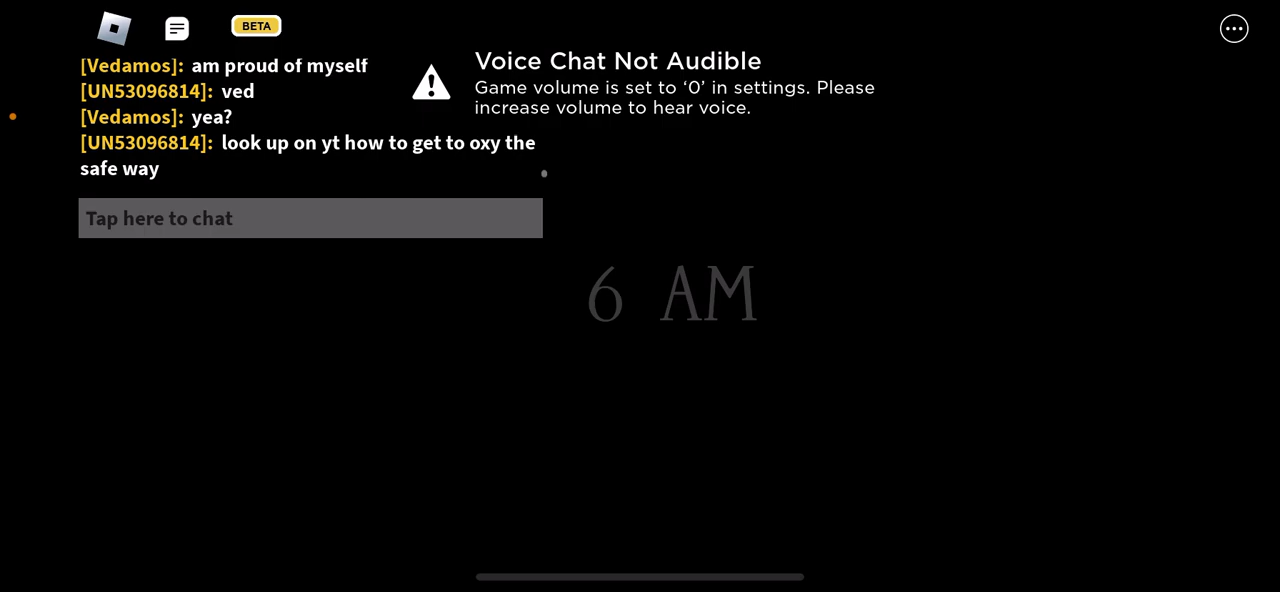 BETA
[Vedamos]: am proud of myself
[UN53096814]: ved
[Vedamos]: yea?
[UN53096814]: look up on yt how to get to oxy the
safe way
Tap here to chat
Voice Chat Not Audible
Game volume is set to ‘0’ in settings. Please
increase volume to hear voice.
6 AM